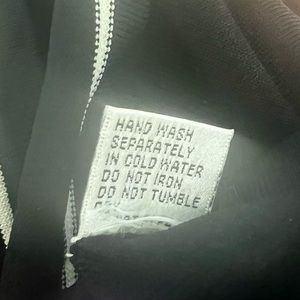 HAND WASH
SEPARATELY
IN COLD WATER
DO NOT IRON
DO NOT TUMBLE